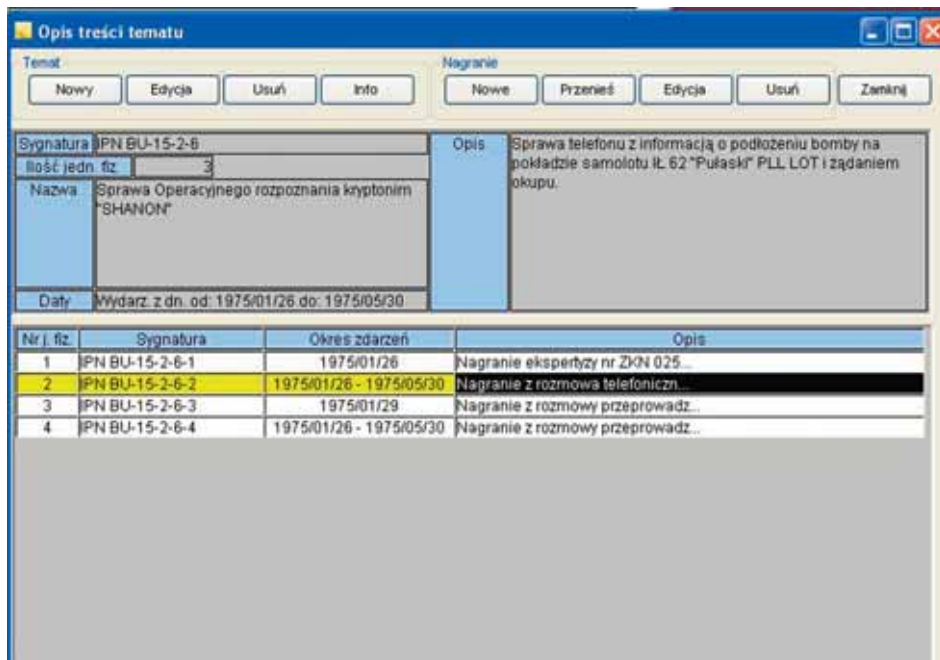 Opis treści tematu
Temat
Nagranie
Nowy Edycja Usuń Info Nowe Przenieś Edycja Usuń Zamknij
Sygnatura IPN BU-15-2-6
Ilość jedn. fiz. 3
Nazwa Sprawa Operacyjnego rozpoznania kryptonim
"SHANON"
Daty Wydarz. z dn. od: 1975/01/26 do: 1975/05/30
Opis Sprawa telefonu z informacją o podłożeniu bomby na
pokładzie samolotu IŁ 62 "Pułaski" PLL LOT i żądaniem
okupu.
Nr j. fiz. Sygnatura Okres zdarzeń Opis
1 IPN BU-15-2-6-1 1975/01/26 Nagranie ekspertyzy nr ZKN 025...
2 IPN BU-15-2-6-2 1975/01/26 - 1975/05/30 Nagranie z rozmowa telefoniczn...
3 IPN BU-15-2-6-3 1975/01/29 Nagranie z rozmowy przeprowadz...
4 IPN BU-15-2-6-4 1975/01/26 - 1975/05/30 Nagranie z rozmowy przeprowadz...